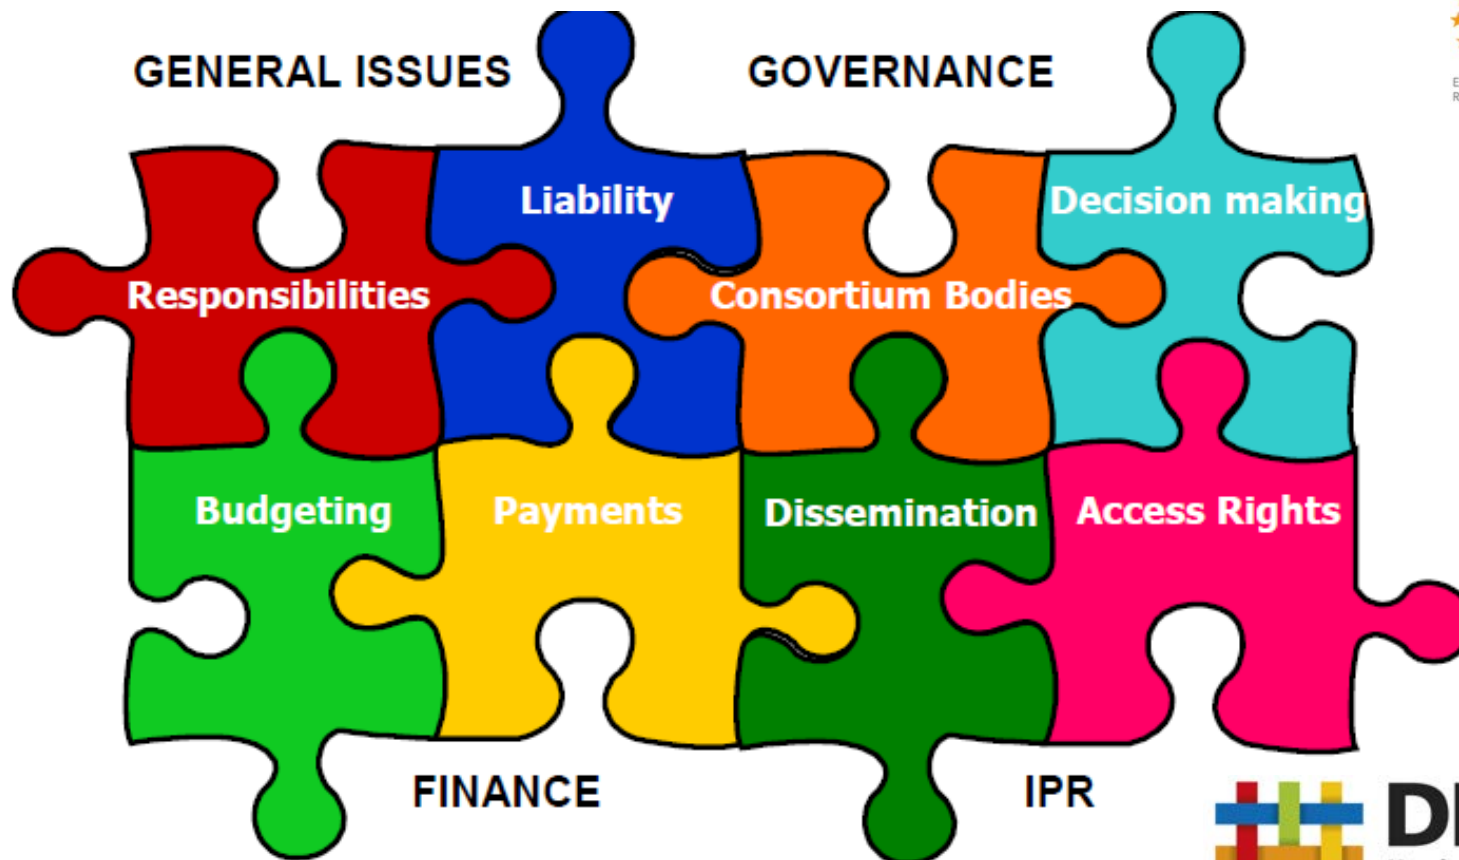 GENERAL ISSUES
GOVERNANCE
Liability
Decision making
Responsibilities
Consortium Bodies
Budgeting
Payments
Dissemination
Access Rights
FINANCE
IPR